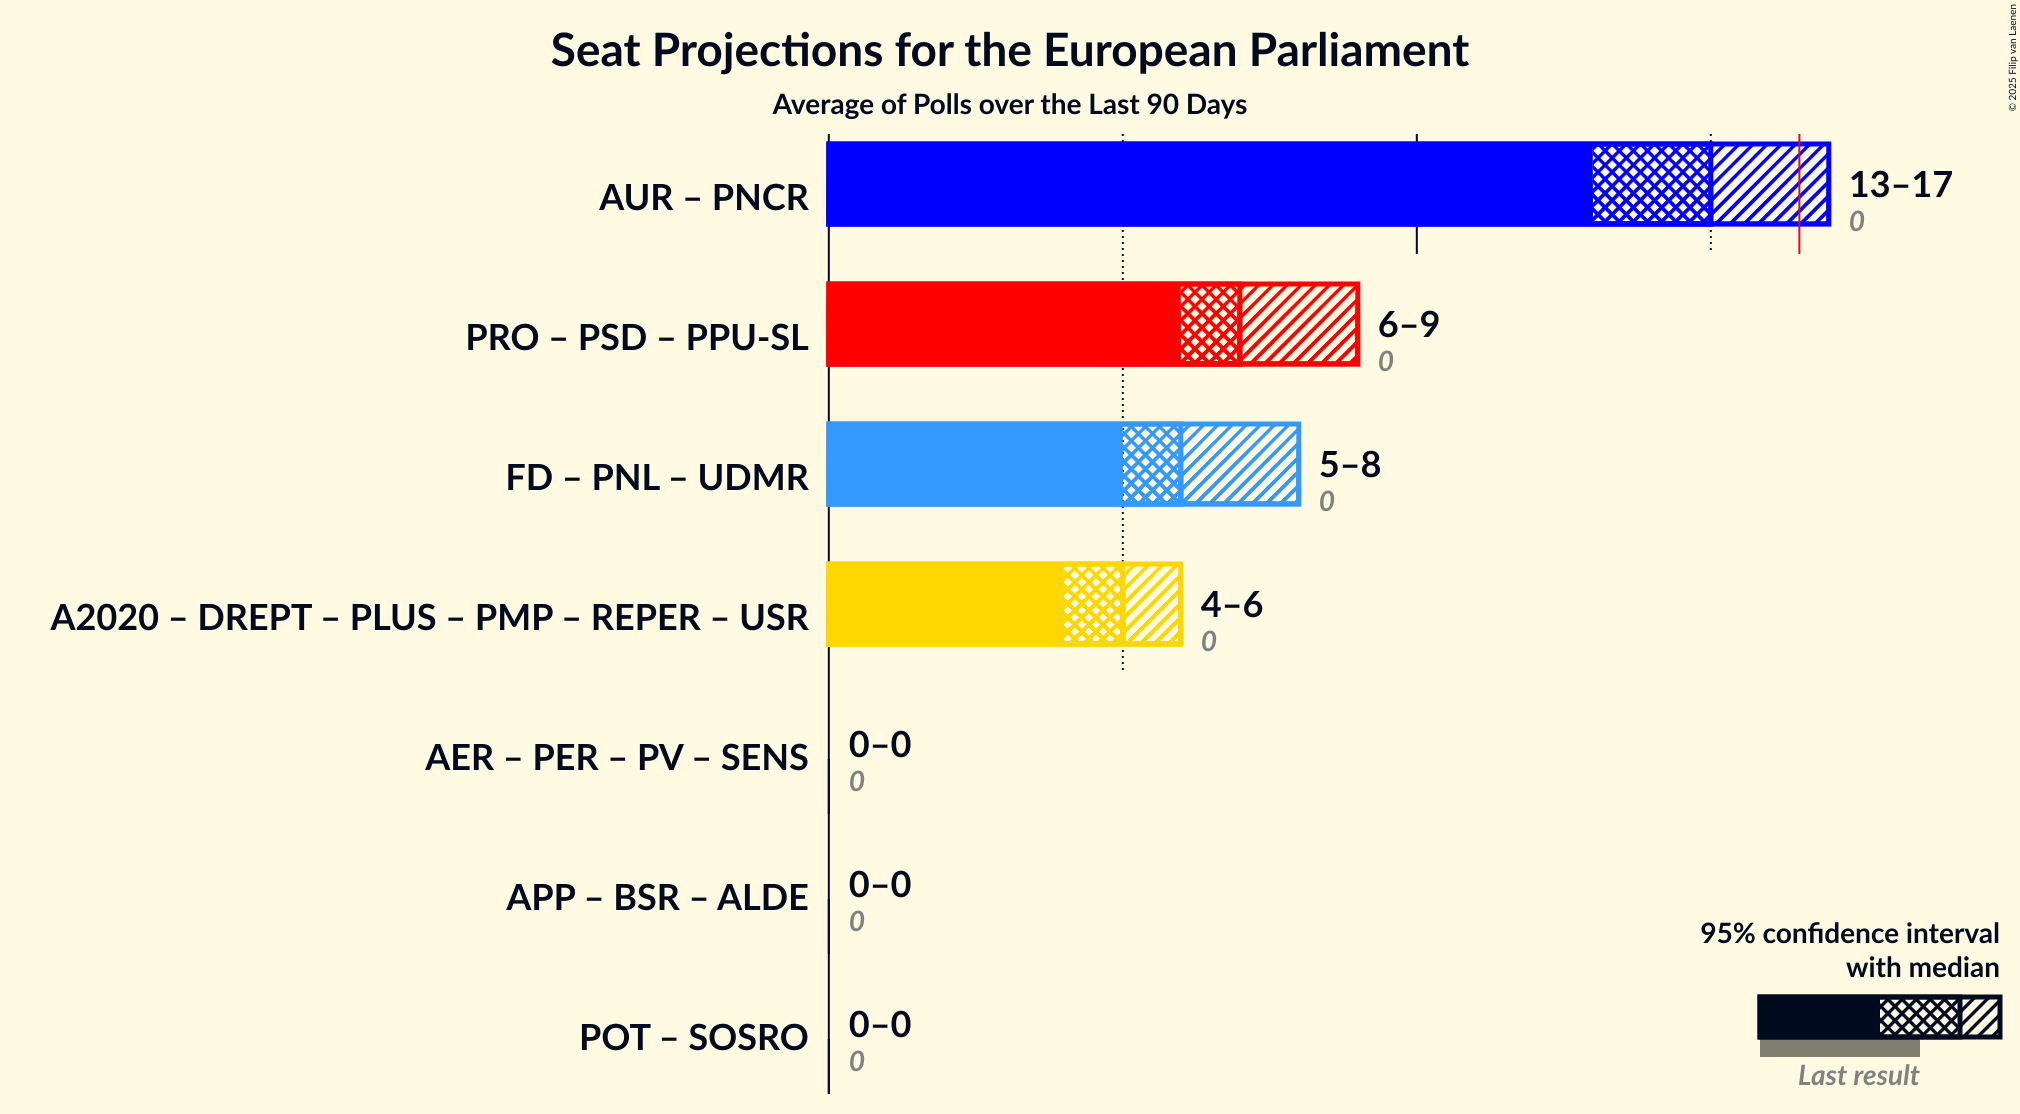 Seat Projections for the European Parliament
Average of Polls over the Last 90 Days
© 2025 Filip van Laenen
AUR – PNCR
13–17
0
PRO – PSD – PPU-SL
6–9
0
FD – PNL – UDMR
5–8
0
A2020 – DREPT – PLUS – PMP – REPER – USR
4–6
0
AER – PER – PV – SENS
0–0
0
APP – BSR – ALDE
0–0
0
POT – SOSRO
0–0
0
95% confidence interval
with median
Last result